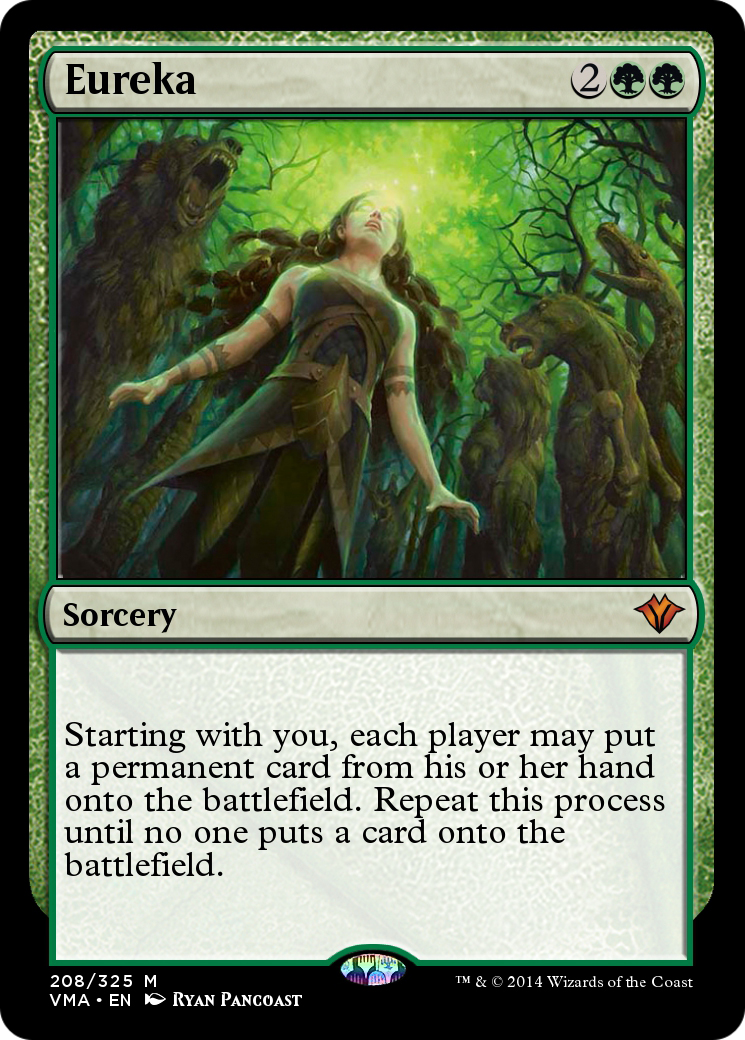 Eureka 2
Sorcery
Starting with you, each player may put
a permanent card from his or her hand
onto the battlefield. Repeat this process
until no one puts a card onto the
battlefield.
208/325 M
VMA • EN Ryan Pancoast
™ & © 2014 Wizards of the Coast